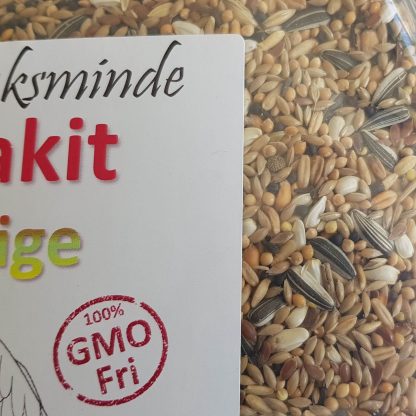 ksminde
akit
ige
100%
GMO
Fri